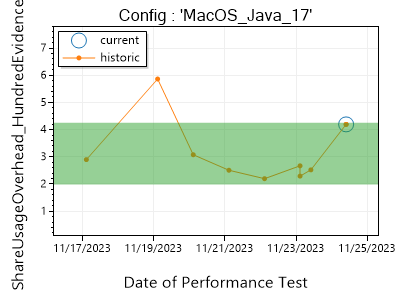 Config : 'MacOS_Java_17'
current
historic
ShareUsageOverhead_HundredEvidence
7
6
5
4
3
2
1
11/17/2023
11/19/2023
11/21/2023
11/23/2023
11/25/2023
Date of Performance Test